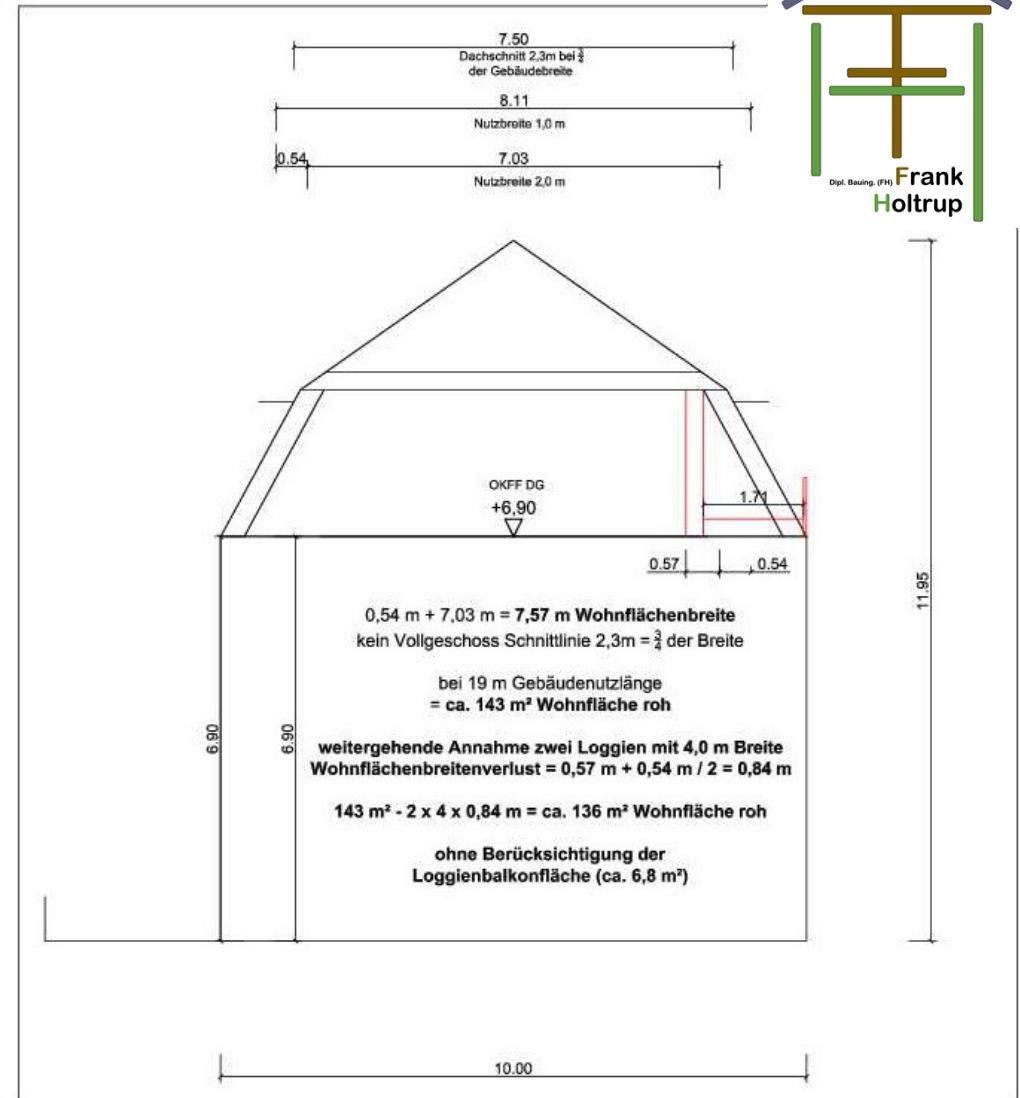 7.50
Dachschnitt 2,3m bei ¾
der Gebäudebreite
8.11
Nutzbreite 1,0 m
0.54
7.03
Nutzbreite 2,0 m
Dipl. Bauing. (FH) Frank
Holtrup
OKFF DG
+6,90
1.71
0.57
0.54
11.95
0,54 m + 7,03 m = 7,57 m Wohnflächenbreite
kein Vollgeschoss Schnittlinie 2,3m = ¾ der Breite
bei 19 m Gebäudenutzlänge
= ca. 143 m² Wohnfläche roh
6.90
6.90
weitergehende Annahme zwei Loggien mit 4,0 m Breite
Wohnflächenbreitenverlust = 0,57 m + 0,54 m / 2 = 0,84 m
143 m² - 2 x 4 x 0,84 m = ca. 136 m² Wohnfläche roh
ohne Berücksichtigung der
Loggienbalkonfläche (ca. 6,8 m²)
10.00